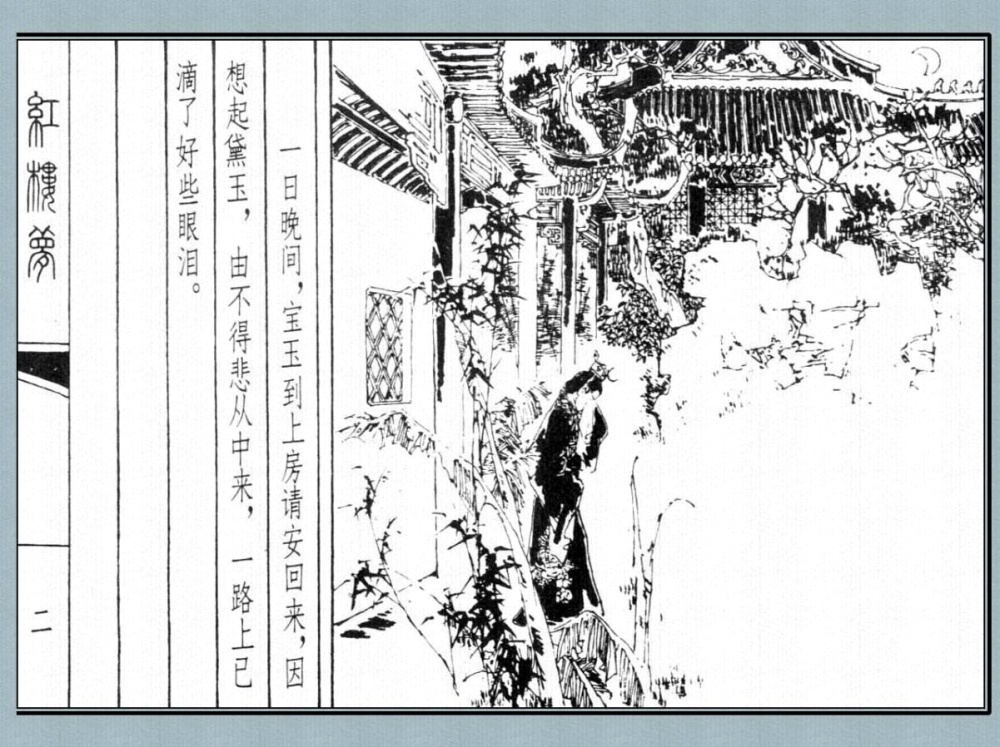 一日晚间，宝玉到上房请安回来，因
想起黛玉，由不得悲从中来，一路上已
滴了好些眼泪。
紅樓夢
二